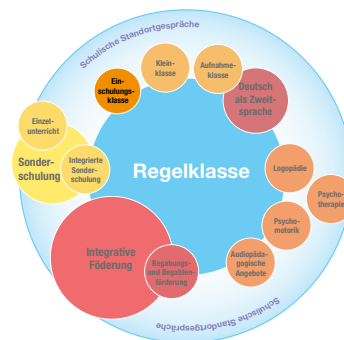 Schulische Standortgespräche
Klein-
klasse
Aufnahme-
klasse
Ein-
schulungs-
klasse
Deutsch
als Zweit-
sprache
Einzel-
unterricht
Sonder-
schulung
Integrierte
Sonder-
schulung
Regelklasse
Logopädie
Psycho-
therapie
Psycho-
motorik
Integrative
Föderung
Begabungs-
und Begabten-
förderung
Audiopäda-
gogische
Angebote
Schulische Standortgespräche